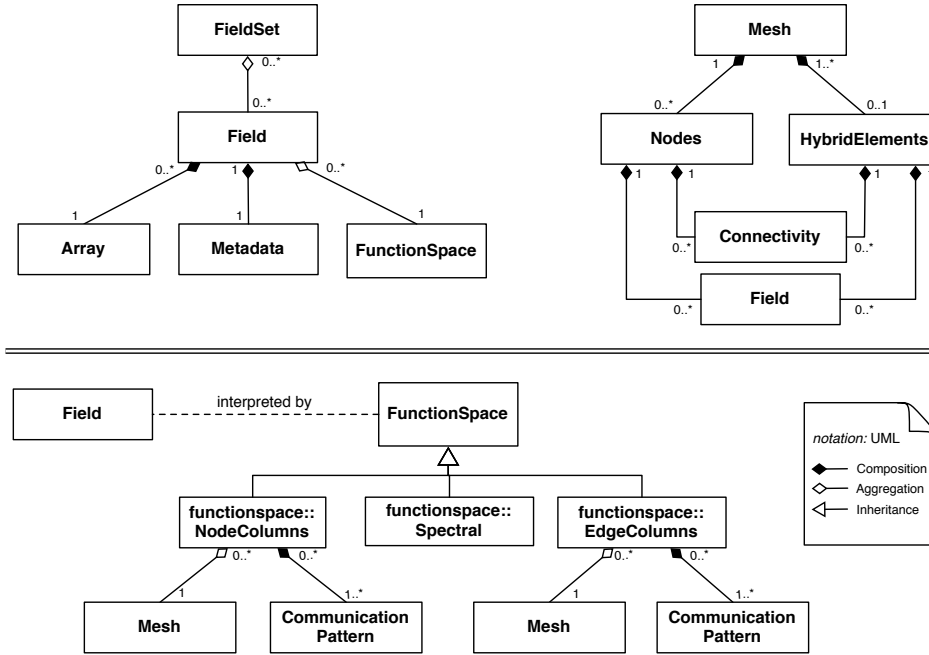 FieldSet
0..*
0..*
Field
0..*
1
0..*
1
1
1
Array
Metadata
FunctionSpace
Mesh
1
1..*
0..*
0..1
Nodes
HybridElements
1
1
1
1
Connectivity
0..*
0..*
Field
0..*
0..*
Field
interpreted by
FunctionSpace
notation: UML
Composition
Aggregation
Inheritance
functionspace::
NodeColumns
functionspace::
Spectral
functionspace::
EdgeColumns
0..*
0..*
0..*
0..*
1
1..*
1
1..*
Mesh
Communication
Pattern
Mesh
Communication
Pattern